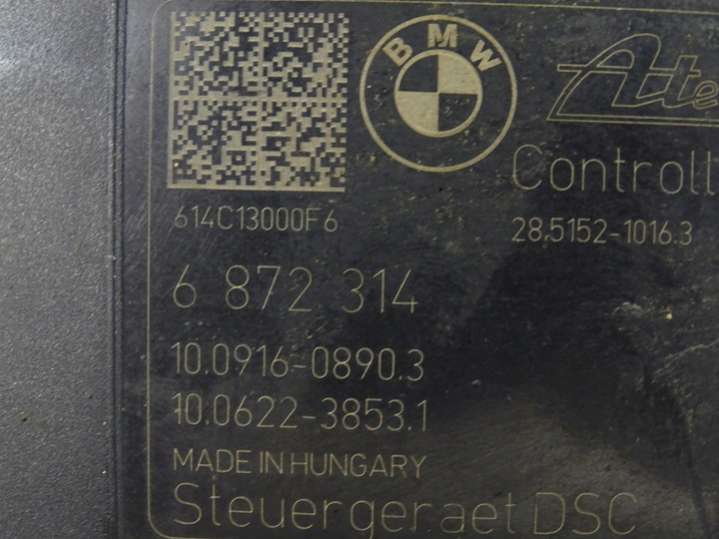 BMW Ate
Controll
614C13000F6 28.5152-1016.3
6 872 314
10.0916-0890.3
10.0622-3853.1
MADE IN HUNGARY
Steuergeraet DSC